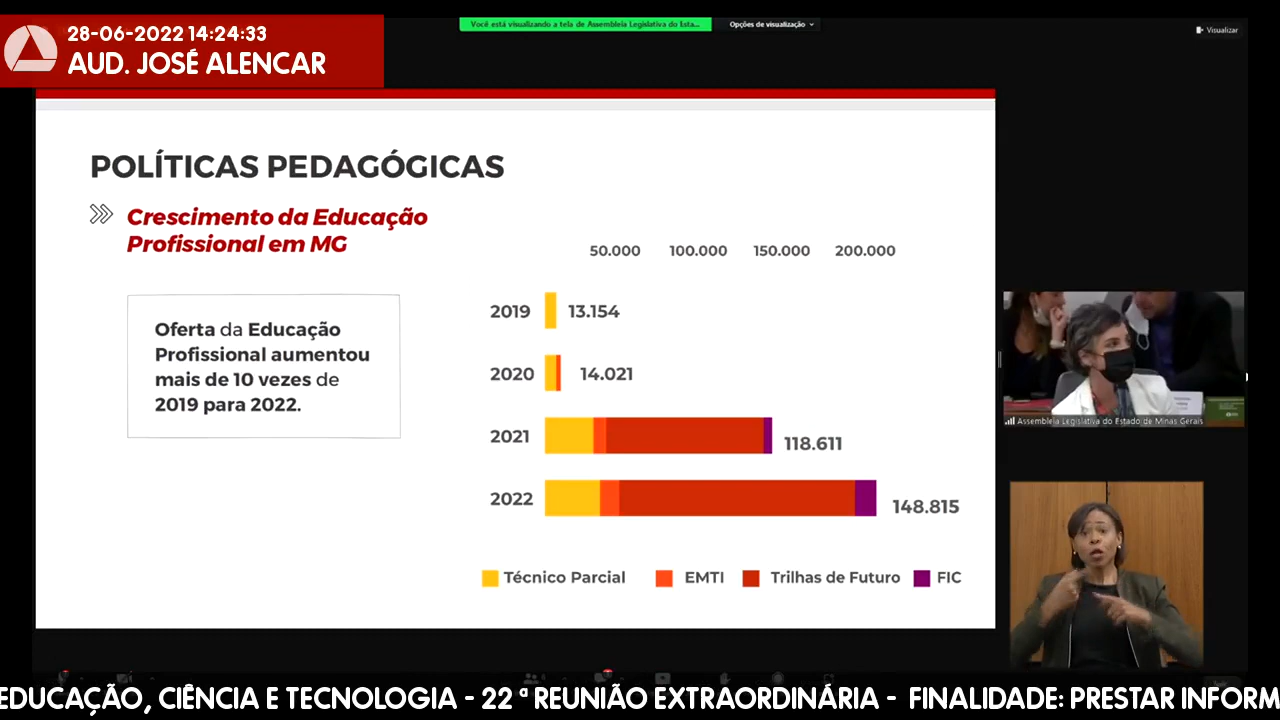 28-06-2022 14:24:33
AUD. JOSÉ ALENCAR
Você está visualizando a tela de Assembleia Legislativa do Esta...
Opções de visualização
Visualizar
POLÍTICAS PEDAGÓGICAS
Crescimento da Educação
Profissional em MG
50.000 100.000 150.000 200.000
Oferta da Educação
Profissional aumentou
mais de 10 vezes de
2019 para 2022.
2019 13.154
2020 14.021
2021 118.611
2022 148.815
Técnico Parcial EMTI Trilhas de Futuro FIC
Assembleia Legislativa do Estado de Minas Gerais
EDUCAÇÃO, CIÊNCIA E TECNOLOGIA - 22 ª REUNIÃO EXTRAORDINÁRIA - FINALIDADE: PRESTAR INFORM